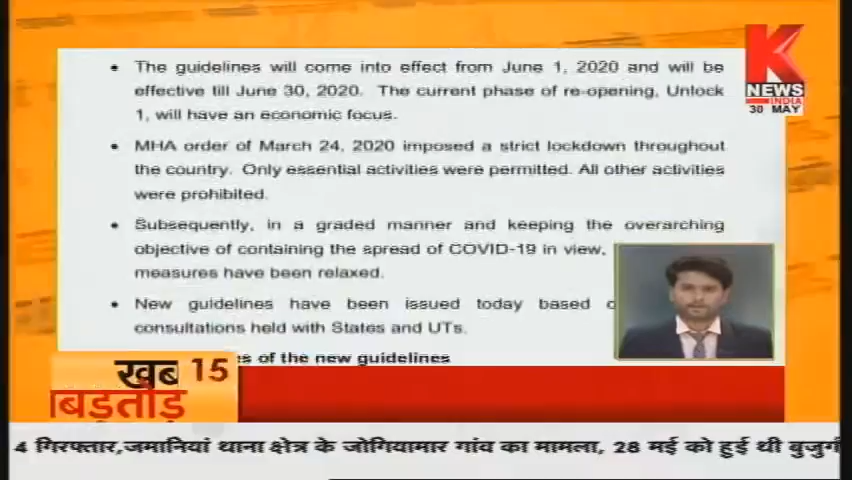 • The guidelines will come into effect from June 1, 2020 and will be
effective till June 30, 2020. The current phase of re-opening, Unlock
1, will have an economic focus.
• MHA order of March 24, 2020 imposed a strict lockdown throughout
the country. Only essential activities were permitted. All other activities
were prohibited.
• Subsequently, in a graded manner and keeping the overarching
objective of containing the spread of COVID-19 in view,
measures have been relaxed.
• New guidelines have been issued today based
consultations held with States and UTs.
of the new guidelines
K
NEWS
INDIA
30 MAY
खब 15
बिड़तोड़
4 गिरफ्तार,जमानियां थाना क्षेत्र के जोगियामार गांव का मामला, 28 मई को हुई थी बुजुर्ग